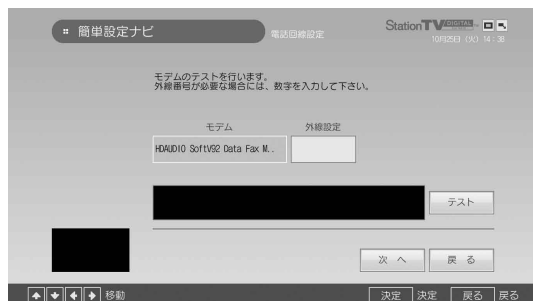 簡単設定ナビ
電話回線設定
StationTV DIGITAL
10月25日 (火) 14:38
モデムのテストを行います。
外線番号が必要な場合には、数字を入力して下さい。
モデム
外線設定
HDAUDIO SoftV92 Data Fax M..
テスト
次 へ
戻 る
移動
決定
決定
戻る
戻る